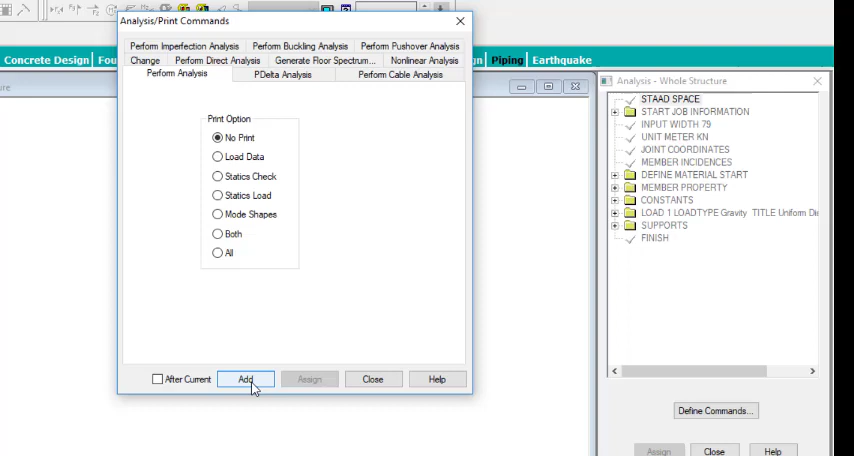 Analysis/Print Commands
Perform Imperfection Analysis Perform Buckling Analysis Perform Pushover Analysis
Change Perform Direct Analysis Generate Floor Spectrum... Nonlinear Analysis
Perform Analysis PDelta Analysis Perform Cable Analysis
Print Option
No Print
Load Data
Statics Check
Statics Load
Mode Shapes
Both
All
After Current Add Assign Close Help
Concrete Design Piping Earthquake
Analysis - Whole Structure
STAAD SPACE
START JOB INFORMATION
INPUT WIDTH 79
UNIT METER KN
JOINT COORDINATES
MEMBER INCIDENCES
DEFINE MATERIAL START
MEMBER PROPERTY
CONSTANTS
LOAD 1 LOADTYPE Gravity TITLE Uniform Di
SUPPORTS
FINISH
Define Commands...
Assign Close Help